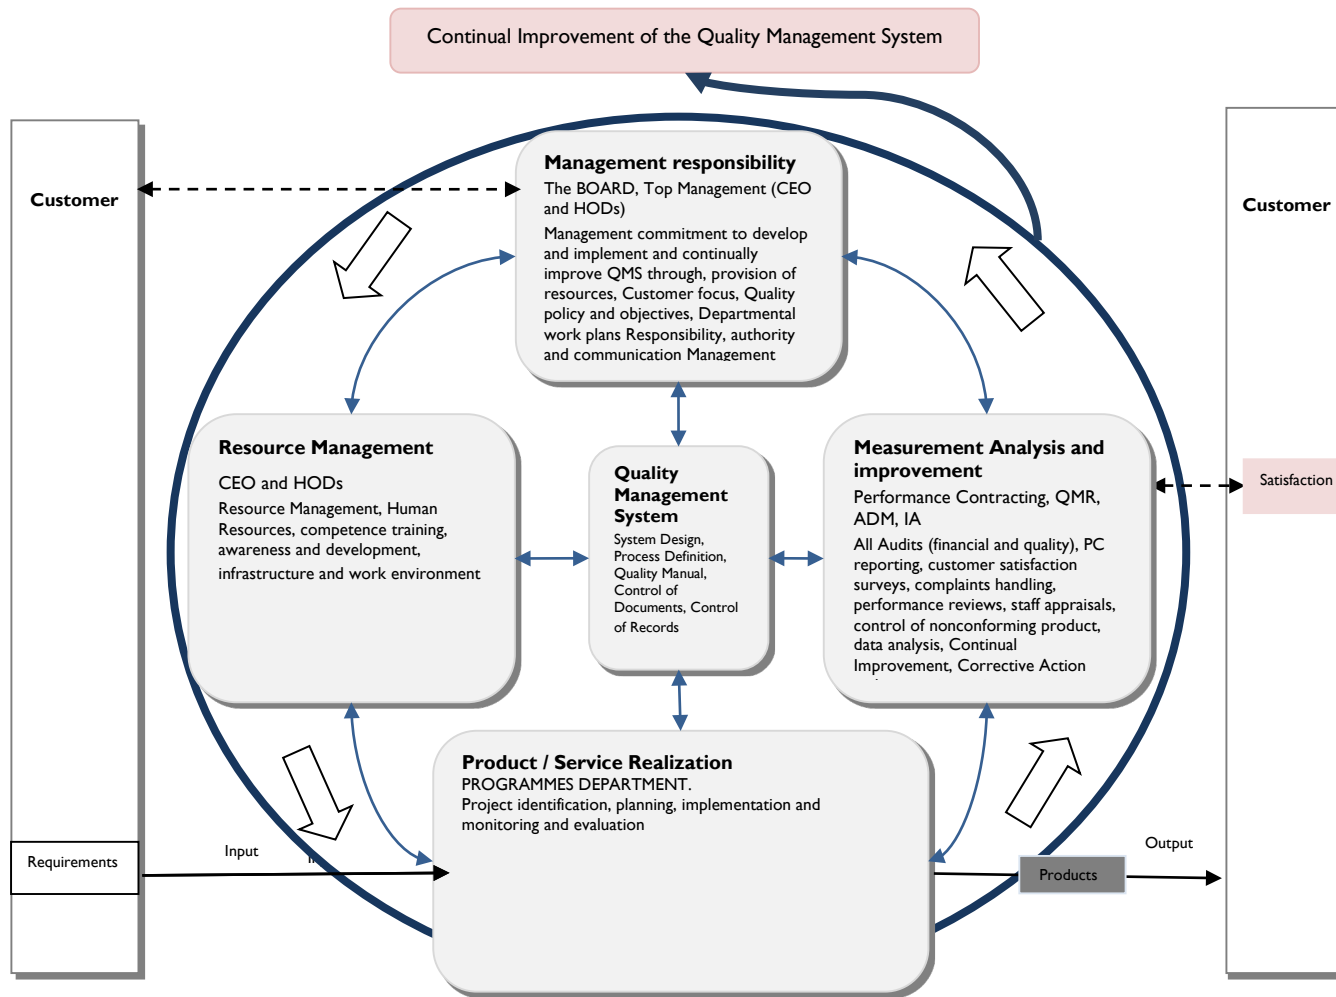 Continual Improvement of the Quality Management System
Customer
Management responsibility
The BOARD, Top Management (CEO
and HODs)
Management commitment to develop
and implement and continually
improve QMS through, provision of
resources, Customer focus, Quality
policy and objectives, Departmental
work plans Responsibility, authority
and communication Management
Customer
Resource Management
CEO and HODs
Resource Management, Human
Resources, competence training,
awareness and development,
infrastructure and work environment
Quality
Management
System
System Design,
Process Definition,
Quality Manual,
Control of
Documents, Control
of Records
Measurement Analysis and
improvement
Performance Contracting, QMR,
ADM, IA
All Audits (financial and quality), PC
reporting, customer satisfaction
surveys, complaints handling,
performance reviews, staff appraisals,
control of nonconforming product,
data analysis, Continual
Improvement, Corrective Action
Satisfaction
Product / Service Realization
PROGRAMMES DEPARTMENT.
Project identification, planning, implementation and
monitoring and evaluation
Requirements
Input
Products
Output